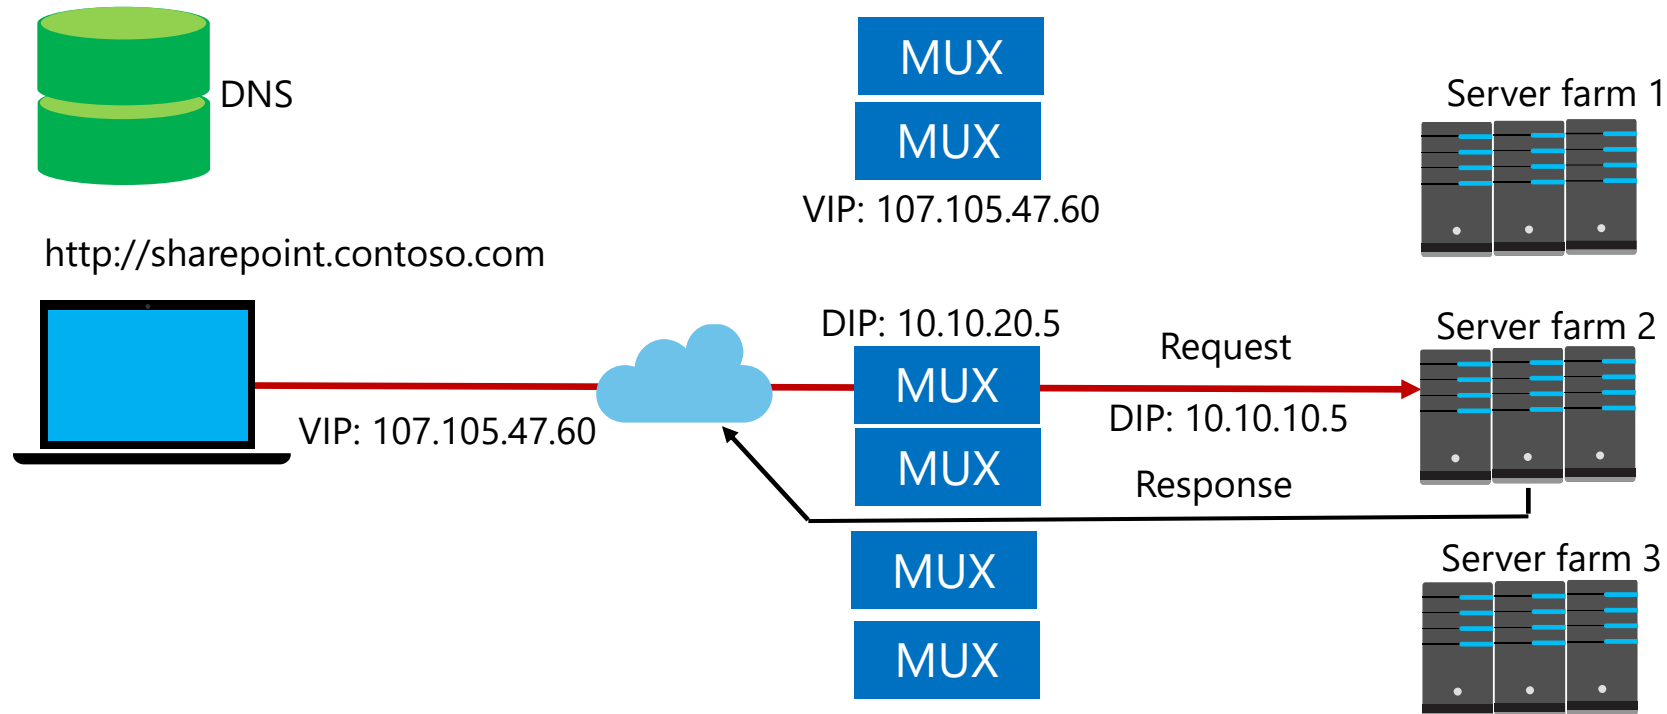 DNS
MUX
MUX
VIP: 107.105.47.60
Server farm 1
http://sharepoint.contoso.com
VIP: 107.105.47.60
DIP: 10.10.20.5
MUX
MUX
Request
DIP: 10.10.10.5
Response
Server farm 2
MUX
MUX
Server farm 3